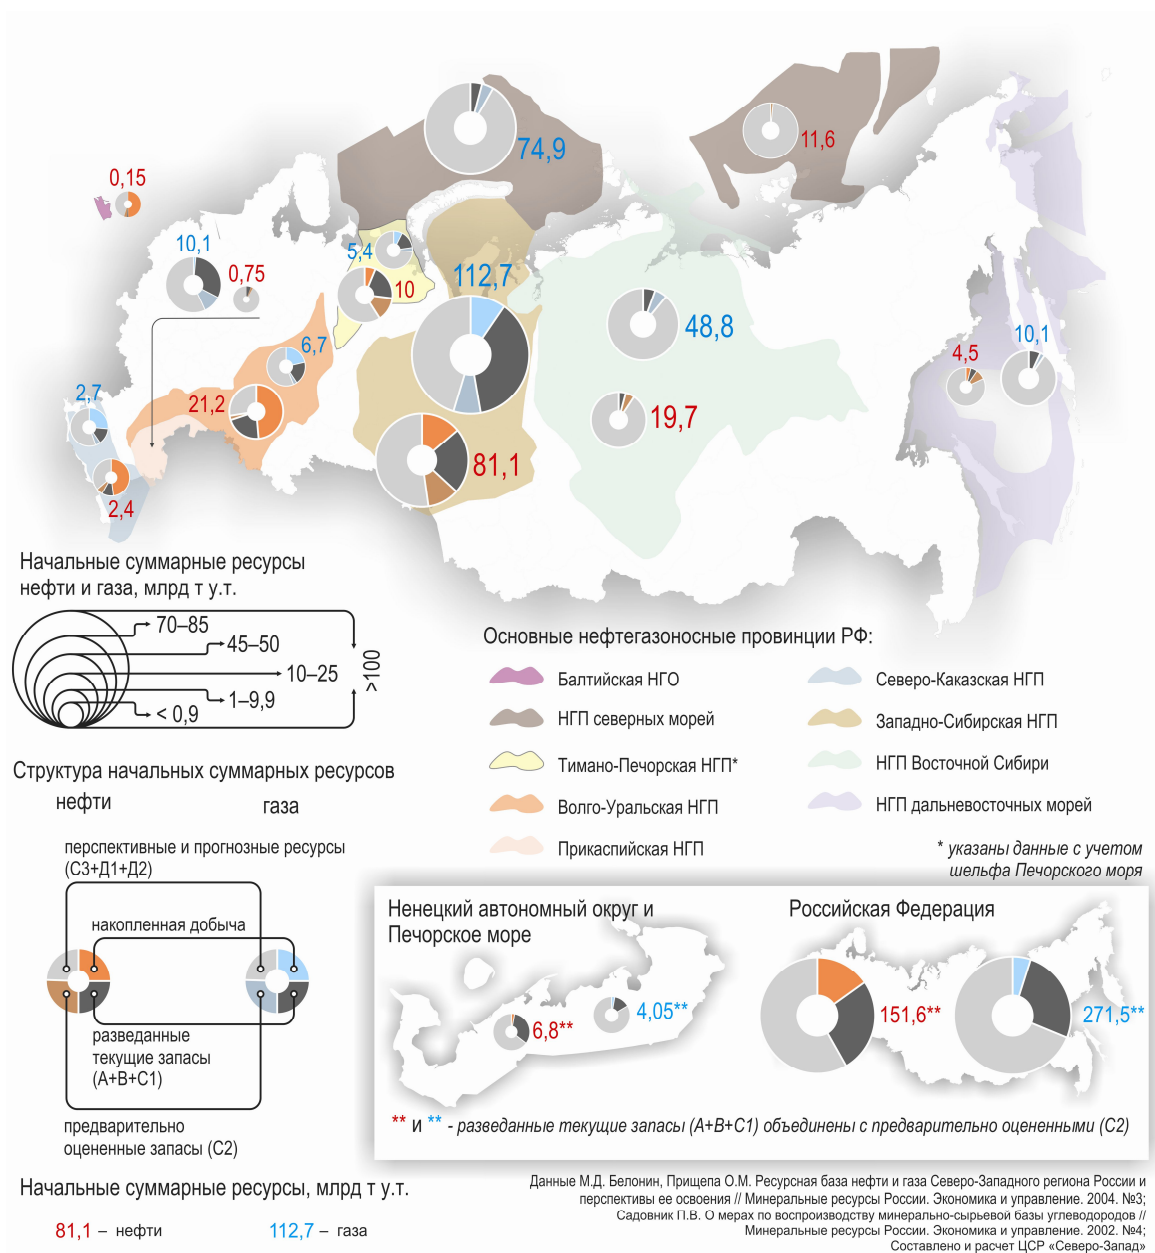 74,9
11,6
0,15
10,1
0,75
5,4
10
112,7
6,7
48,8
10,1
4,5
2,7
21,2
19,7
81,1
2,4
Начальные суммарные ресурсы
нефти и газа, млрд т у.т.
70–85
45–50
10–25
1–9,9
< 0,9
>100
Основные нефтегазоносные провинции РФ:
Балтийская НГО
НГП северных морей
Тимано-Печорская НГП*
Волго-Уральская НГП
Прикаспийская НГП
Северо-Каказская НГП
Западно-Сибирская НГП
НГП Восточной Сибири
НГП дальневосточных морей
* указаны данные с учетом
шельфа Печорского моря
Структура начальных суммарных ресурсов
нефти
газа
перспективные и прогнозные ресурсы
(С3+Д1+Д2)
накопленная добыча
разведанные
текущие запасы
(А+В+С1)
предварительно
оцененные запасы (С2)
Ненецкий автономный округ и
Печорское море
6,8**
4,05**
Российская Федерация
151,6**
271,5**
** и ** - разведанные текущие запасы (А+В+С1) объединены с предварительно оцененными (С2)
Начальные суммарные ресурсы, млрд т у.т.
81,1 – нефти
112,7 – газа
Данные М.Д. Белонин, Прищепа О.М. Ресурсная база нефти и газа Северо-Западного региона России и
перспективы ее освоения // Минеральные ресурсы России. Экономика и управление. 2004. №3;
Садовник П.В. О мерах по воспроизводству минерально-сырьевой базы углеводородов //
Минеральные ресурсы России. Экономика и управление. 2002. №4;
Составлено и расчет ЦСР «Северо-Запад»